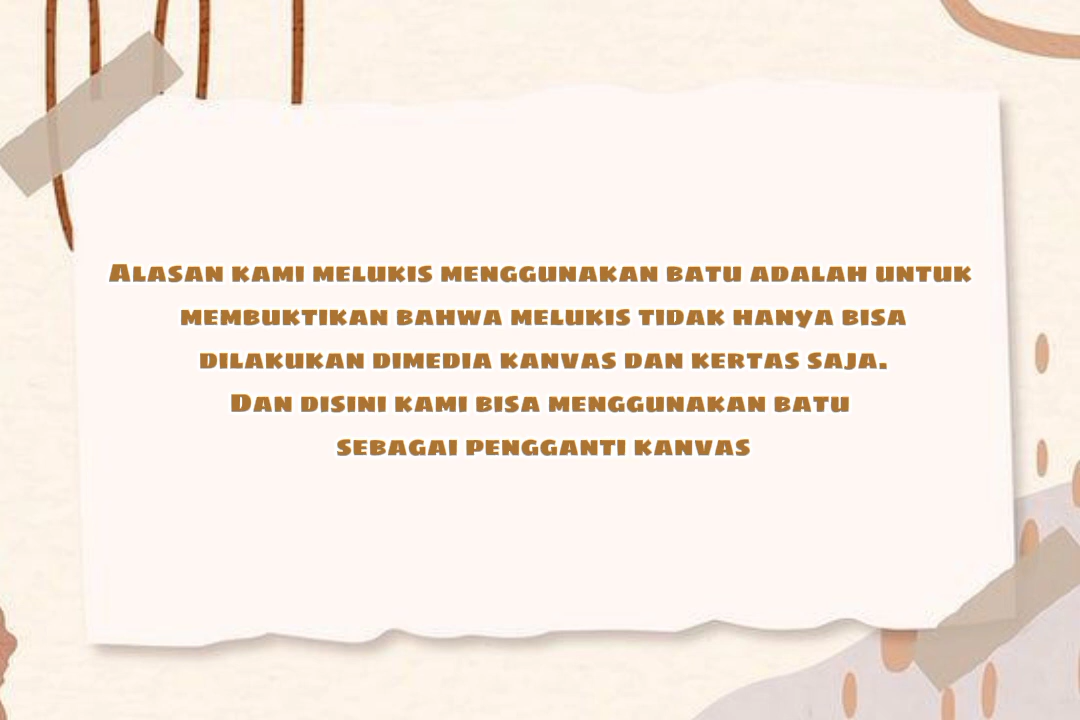 Alasan kami melukis menggunakan batu adalah untuk
membuktikan bahwa melukis tidak hanya bisa
dilakukan dimedia kanvas dan kertas saja.
Dan disini kami bisa menggunakan batu
sebagai pengganti kanvas